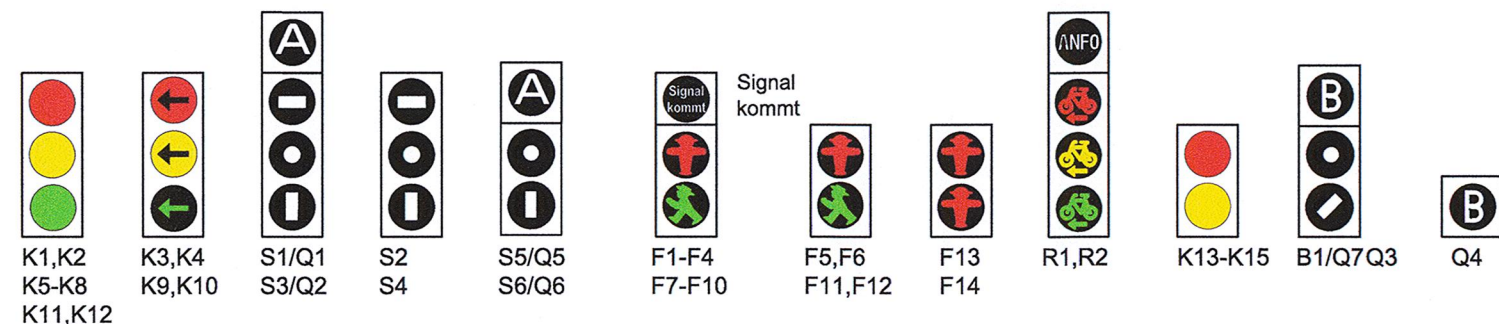 A
A
Signal
kommt
Signal
kommt
ANFO
B
B
K1,K2
K5-K8
K11,K12
K3,K4
K9,K10
S1/Q1
S3/Q2
S2
S4
S5/Q5
S6/Q6
F1-F4
F7-F10
F5,F6
F11,F12
F13
F14
R1,R2
K13-K15
B1/Q7 Q3
Q4